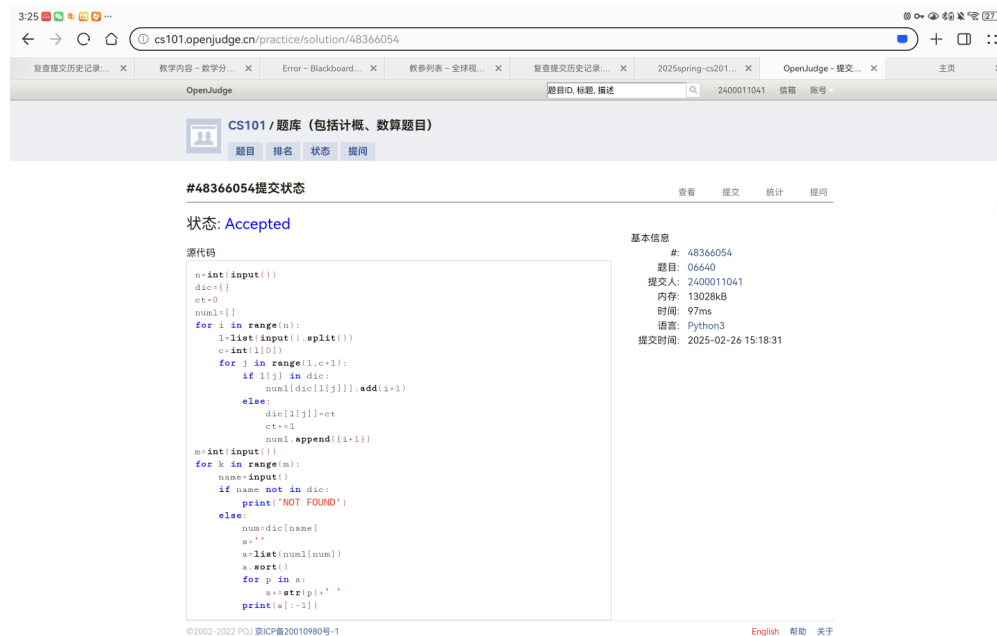 3:25 27
cs101.openjudge.cn/practice/solution/48366054
复查提交历史记录:... 教学内容 – 数学分... Error – Blackboard... 教参列表 – 全球视... 复查提交历史记录:... 2025spring-cs201... OpenJudge - 提交... 主页
OpenJudge 题目ID, 标题, 描述 2400011041 信箱 账号
CS101 / 题库（包括计概、数算题目）
题目 排名 状态 提问
#48366054提交状态 查看 提交 统计 提问
状态: Accepted
源代码
n=int(input())
dic={}
ct=0
numl=[]
for i in range(n):
    l=list(input().split())
    c=int(l[0])
    for j in range(1,c+1):
        if l[j] in dic:
            numl[dic[l[j]]].add(i+1)
        else:
            dic[l[j]]=ct
            ct+=1
            numl.append({i+1})
m=int(input())
for k in range(m):
    name=input()
    if name not in dic:
        print('NOT FOUND')
    else:
        num=dic[name]
        s=''
        a=list(numl[num])
        a.sort()
        for p in a:
            s+=str(p)+' '
        print(s[:-1])
基本信息
#: 48366054
题目: 06640
提交人: 2400011041
内存: 13028kB
时间: 97ms
语言: Python3
提交时间: 2025-02-26 15:18:31
©2002-2022 POJ 京ICP备20010980号-1 English 帮助 关于